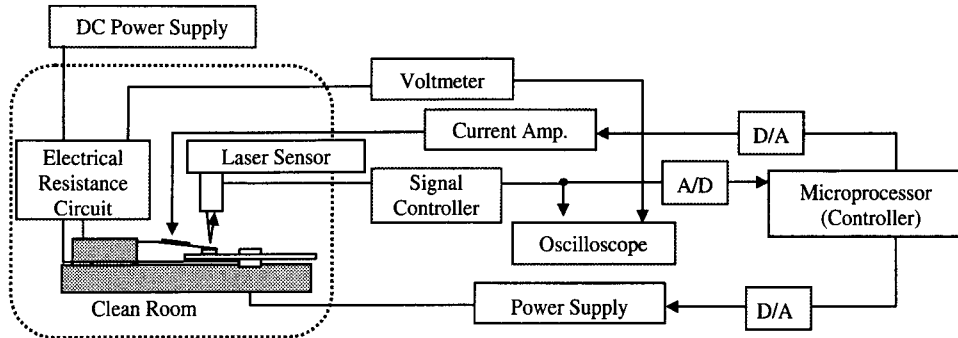 DC Power Supply
Voltmeter
Current Amp.
D/A
Electrical
Resistance
Circuit
Laser Sensor
Signal
Controller
A/D
Microprocessor
(Controller)
Oscilloscope
Clean Room
Power Supply
D/A